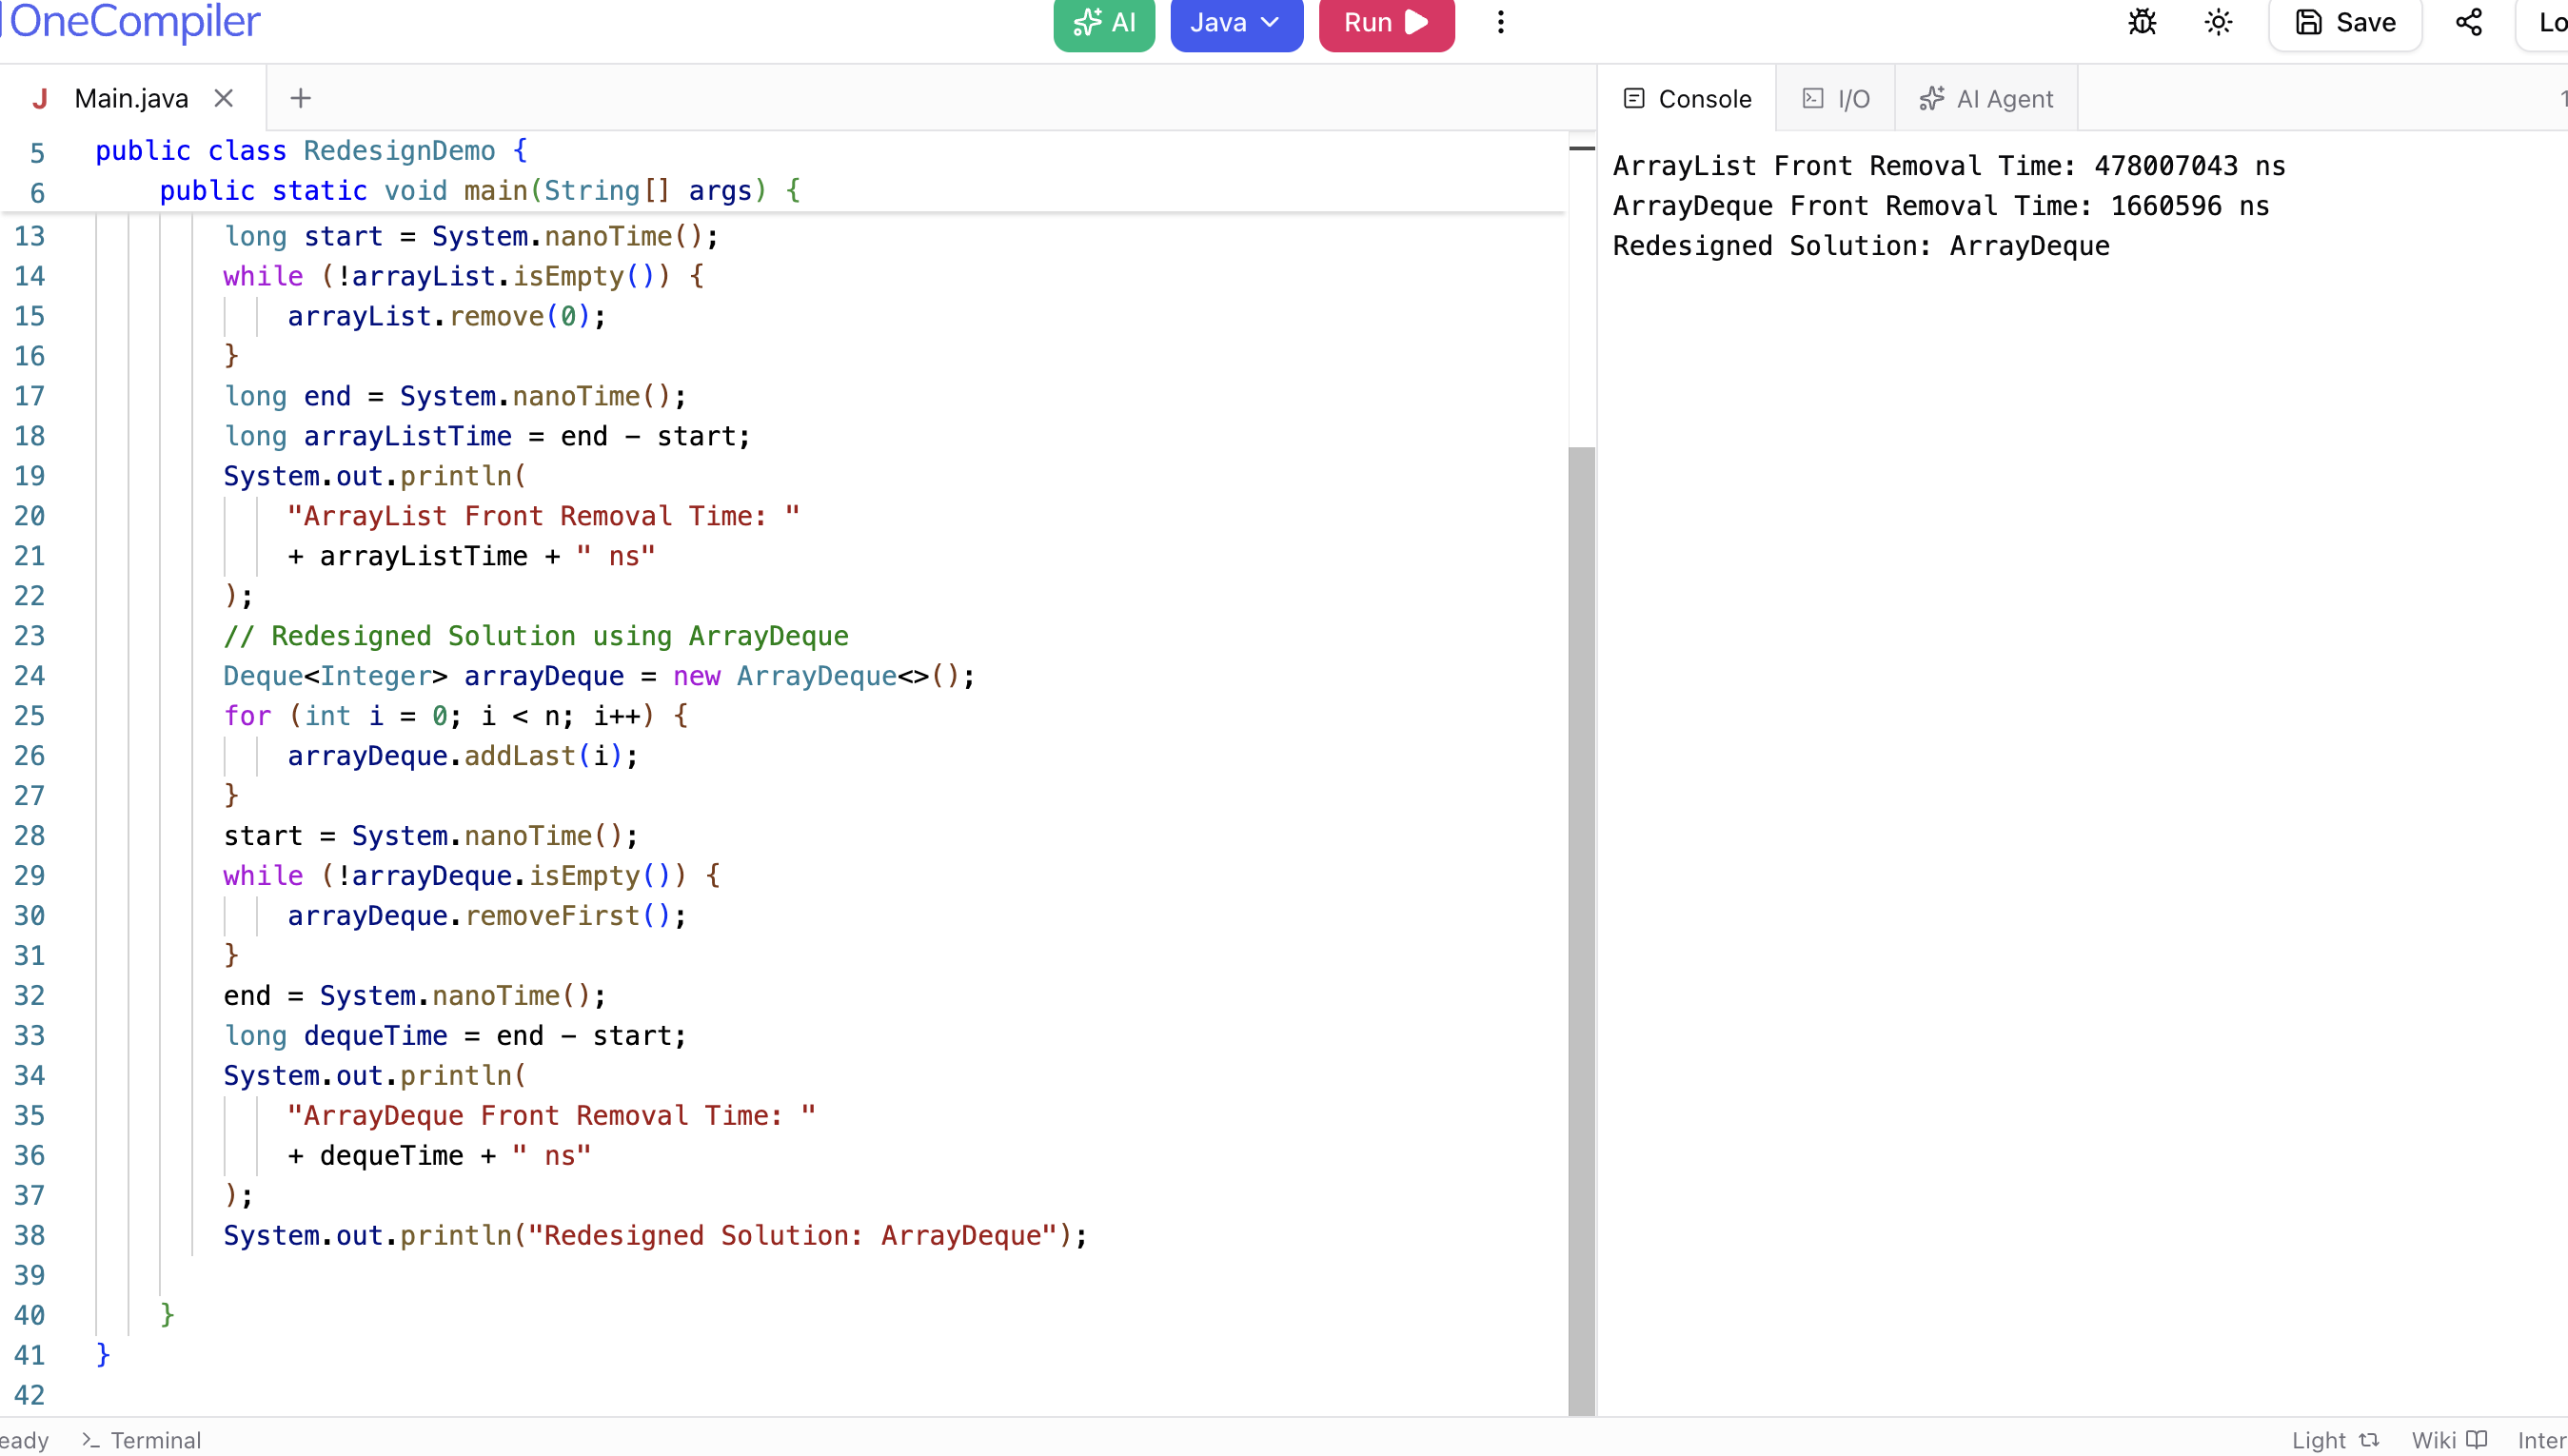 OneCompiler
AI
Java
Run
Save
Main.java
Console
I/O
AI Agent
5 public class RedesignDemo {
6 public static void main(String[] args) {
13 long start = System.nanoTime();
14 while (!arrayList.isEmpty()) {
15 arrayList.remove(0);
16 }
17 long end = System.nanoTime();
18 long arrayListTime = end - start;
19 System.out.println(
20 "ArrayList Front Removal Time: "
21 + arrayListTime + " ns"
22 );
23 // Redesigned Solution using ArrayDeque
24 Deque<Integer> arrayDeque = new ArrayDeque<>();
25 for (int i = 0; i < n; i++) {
26 arrayDeque.addLast(i);
27 }
28 start = System.nanoTime();
29 while (!arrayDeque.isEmpty()) {
30 arrayDeque.removeFirst();
31 }
32 end = System.nanoTime();
33 long dequeTime = end - start;
34 System.out.println(
35 "ArrayDeque Front Removal Time: "
36 + dequeTime + " ns"
37 );
38 System.out.println("Redesigned Solution: ArrayDeque");
39
40 }
41 }
42
ArrayList Front Removal Time: 478007043 ns
ArrayDeque Front Removal Time: 1660596 ns
Redesigned Solution: ArrayDeque
eady
Terminal
Light
Wiki